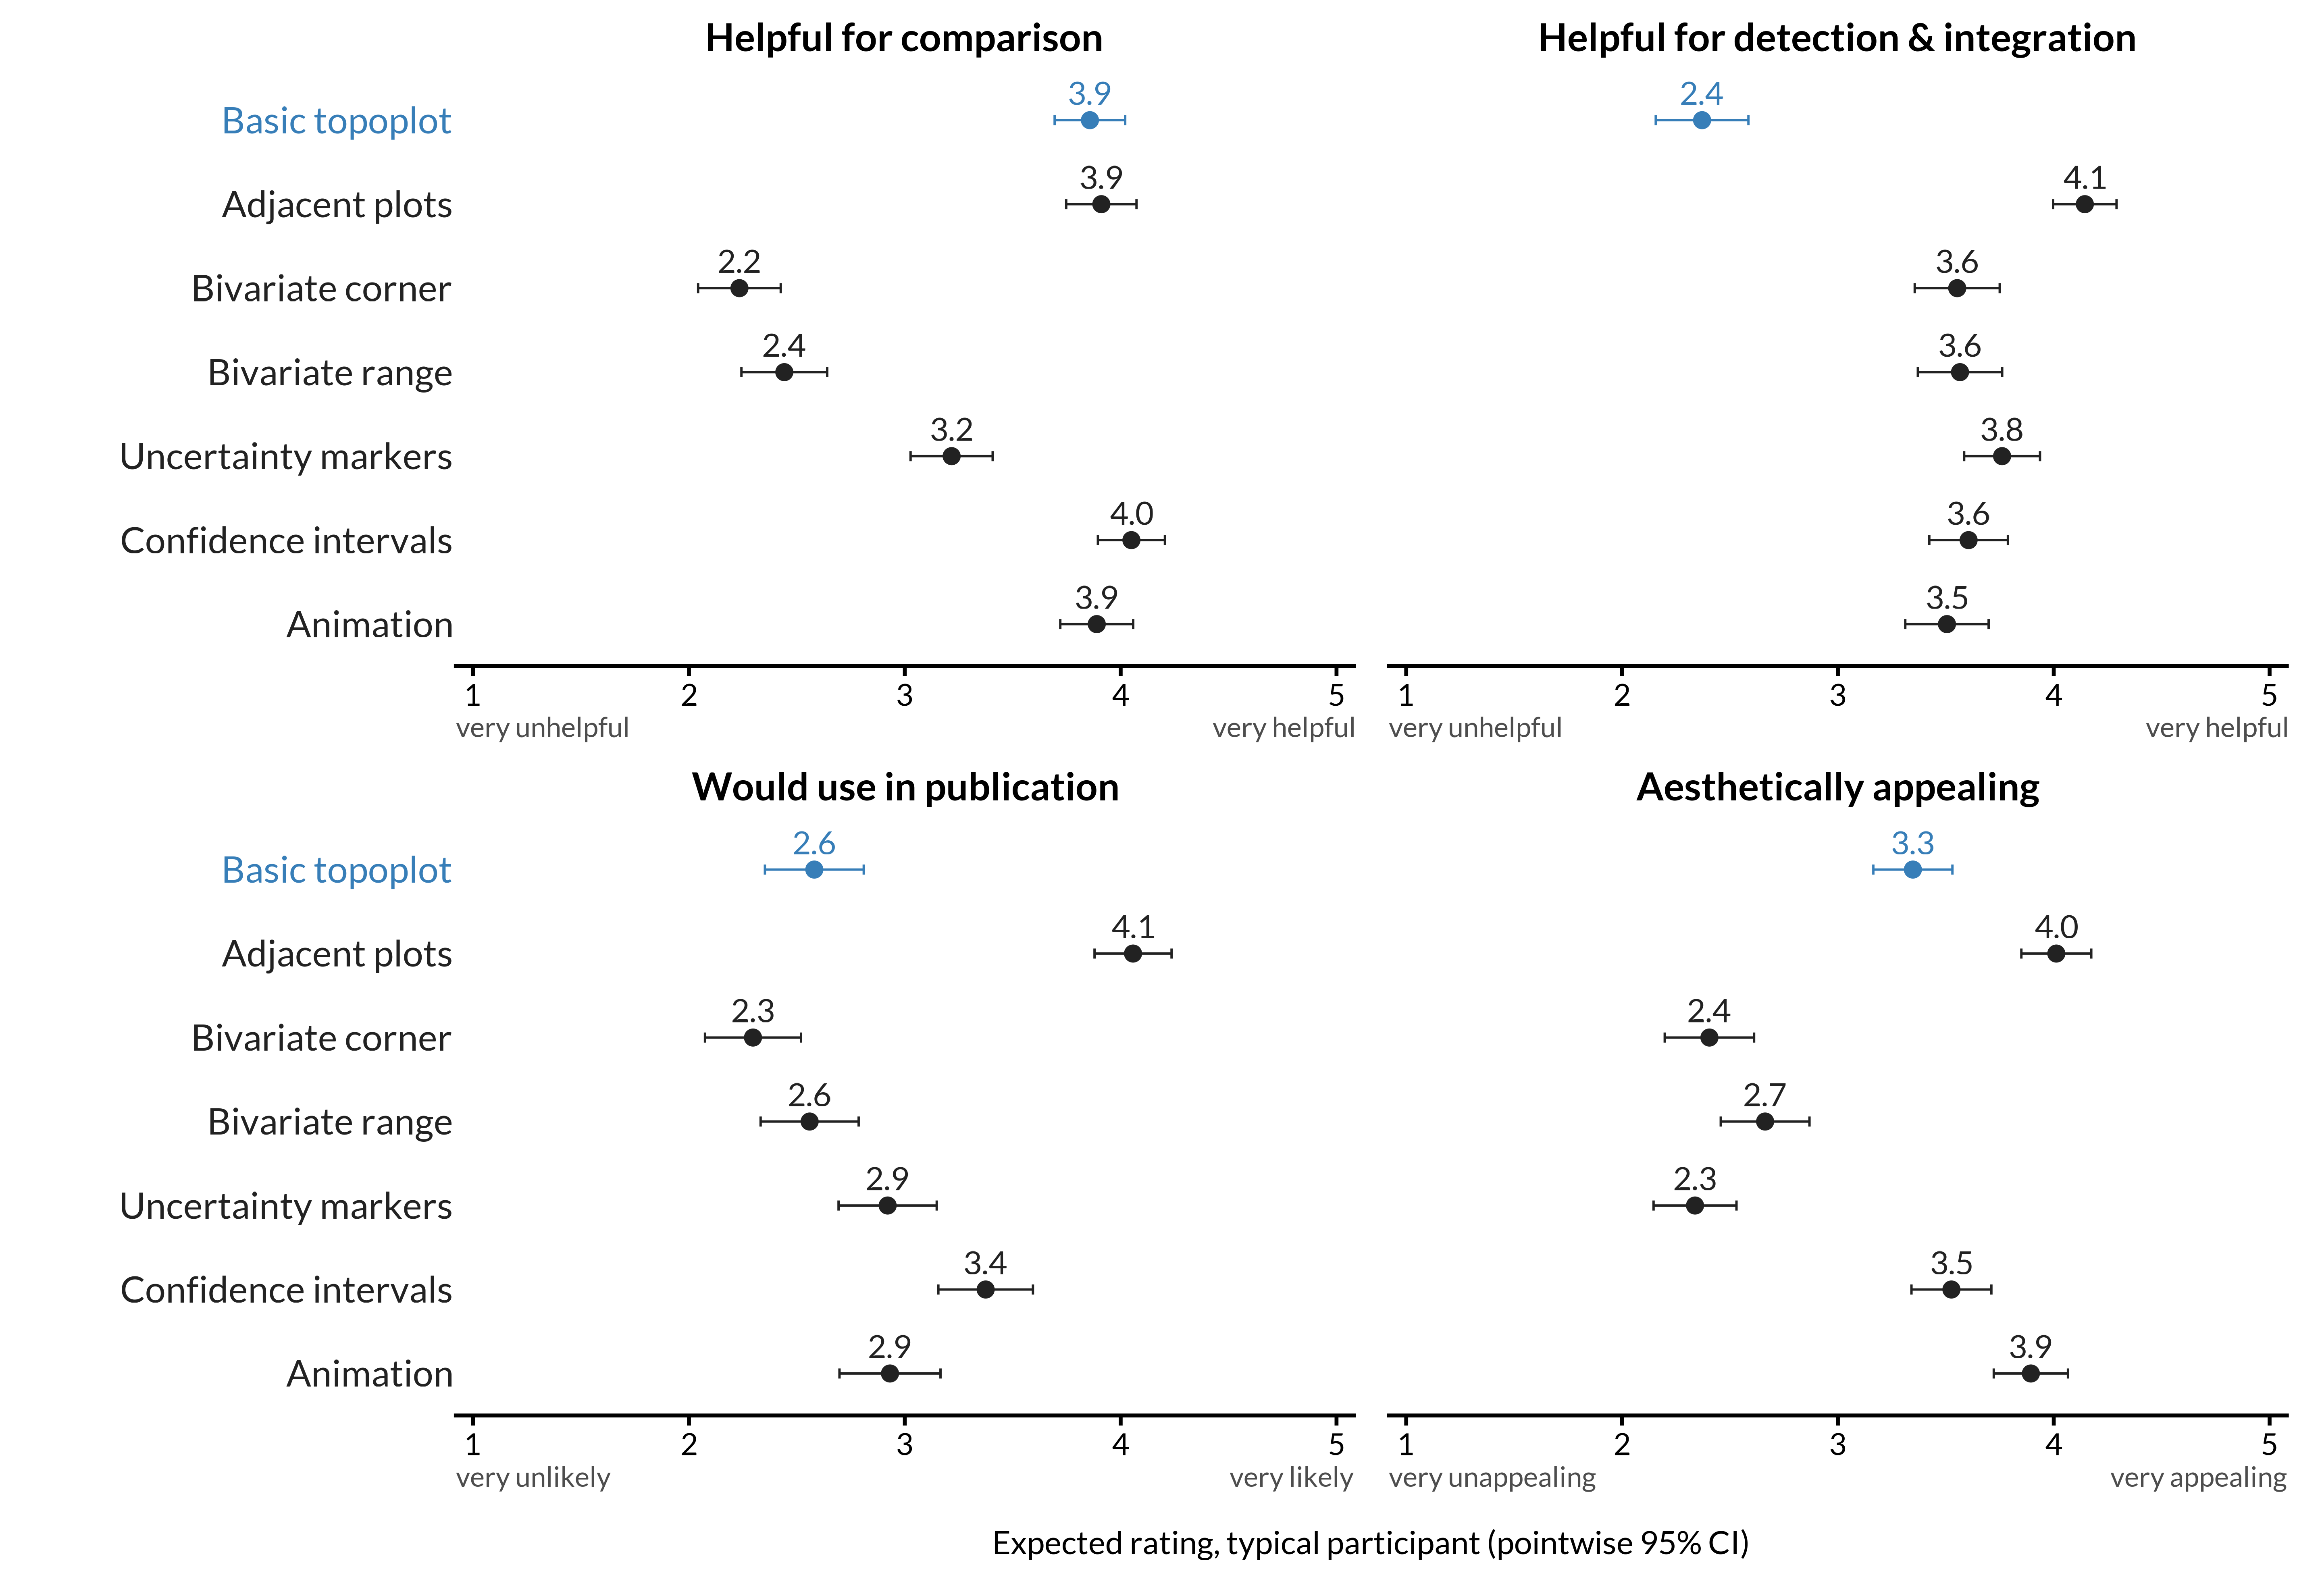 Helpful for comparison
Helpful for detection & integration
Basic topoplot
3.9
2.4
Adjacent plots
3.9
4.1
Bivariate corner
2.2
3.6
Bivariate range
2.4
3.6
Uncertainty markers
3.2
3.8
Confidence intervals
4.0
3.6
Animation
3.9
3.5
1 2 3 4 5
1 2 3 4 5
very unhelpful very helpful
very unhelpful very helpful
Would use in publication
Aesthetically appealing
Basic topoplot
2.6
3.3
Adjacent plots
4.1
4.0
Bivariate corner
2.3
2.4
Bivariate range
2.6
2.7
Uncertainty markers
2.9
2.3
Confidence intervals
3.4
3.5
Animation
2.9
3.9
1 2 3 4 5
1 2 3 4 5
very unlikely very likely
very unappealing very appealing
Expected rating, typical participant (pointwise 95% CI)